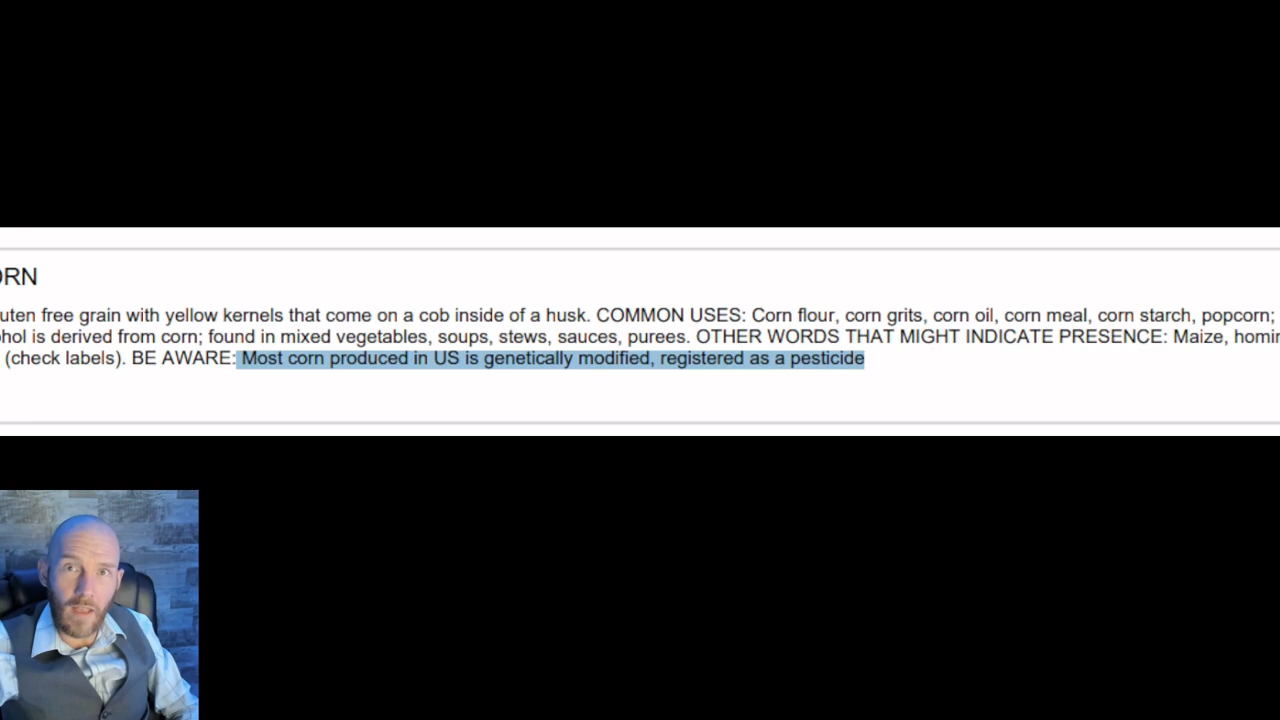 ORN
uten free grain with yellow kernels that come on a cob inside of a husk. COMMON USES: Corn flour, corn grits, corn oil, corn meal, corn starch, popcorn;
ohol is derived from corn; found in mixed vegetables, soups, stews, sauces, purees. OTHER WORDS THAT MIGHT INDICATE PRESENCE: Maize, homin
(check labels). BE AWARE: Most corn produced in US is genetically modified, registered as a pesticide